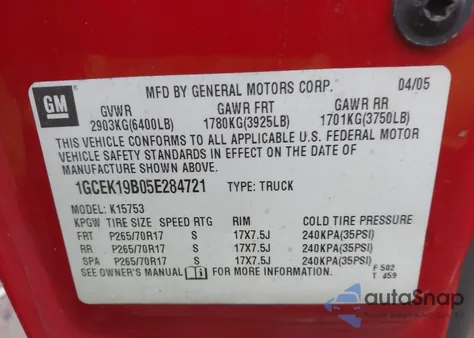 GM
MFD BY GENERAL MOTORS CORP. 04/05
GVWR GAWR FRT GAWR RR
2903KG(6400LB) 1780KG(3925LB) 1701KG(3750LB)
THIS VEHICLE CONFORMS TO ALL APPLICABLE U.S. FEDERAL MOTOR
VEHICLE SAFETY STANDARDS IN EFFECT ON THE DATE OF
MANUFACTURE SHOWN ABOVE.
1GCEK19B05E284721 TYPE: TRUCK
MODEL: K15753
KPGW TIRE SIZE SPEED RTG RIM COLD TIRE PRESSURE
FRT P265/70R17 S 17X7.5J 240KPA(35PSI)
RR P265/70R17 S 17X7.5J 240KPA(35PSI)
SPA P265/70R17 S 17X7.5J 240KPA(35PSI)
SEE OWNER'S MANUAL FOR MORE INFORMATION. F 502
T 459
autaSnap